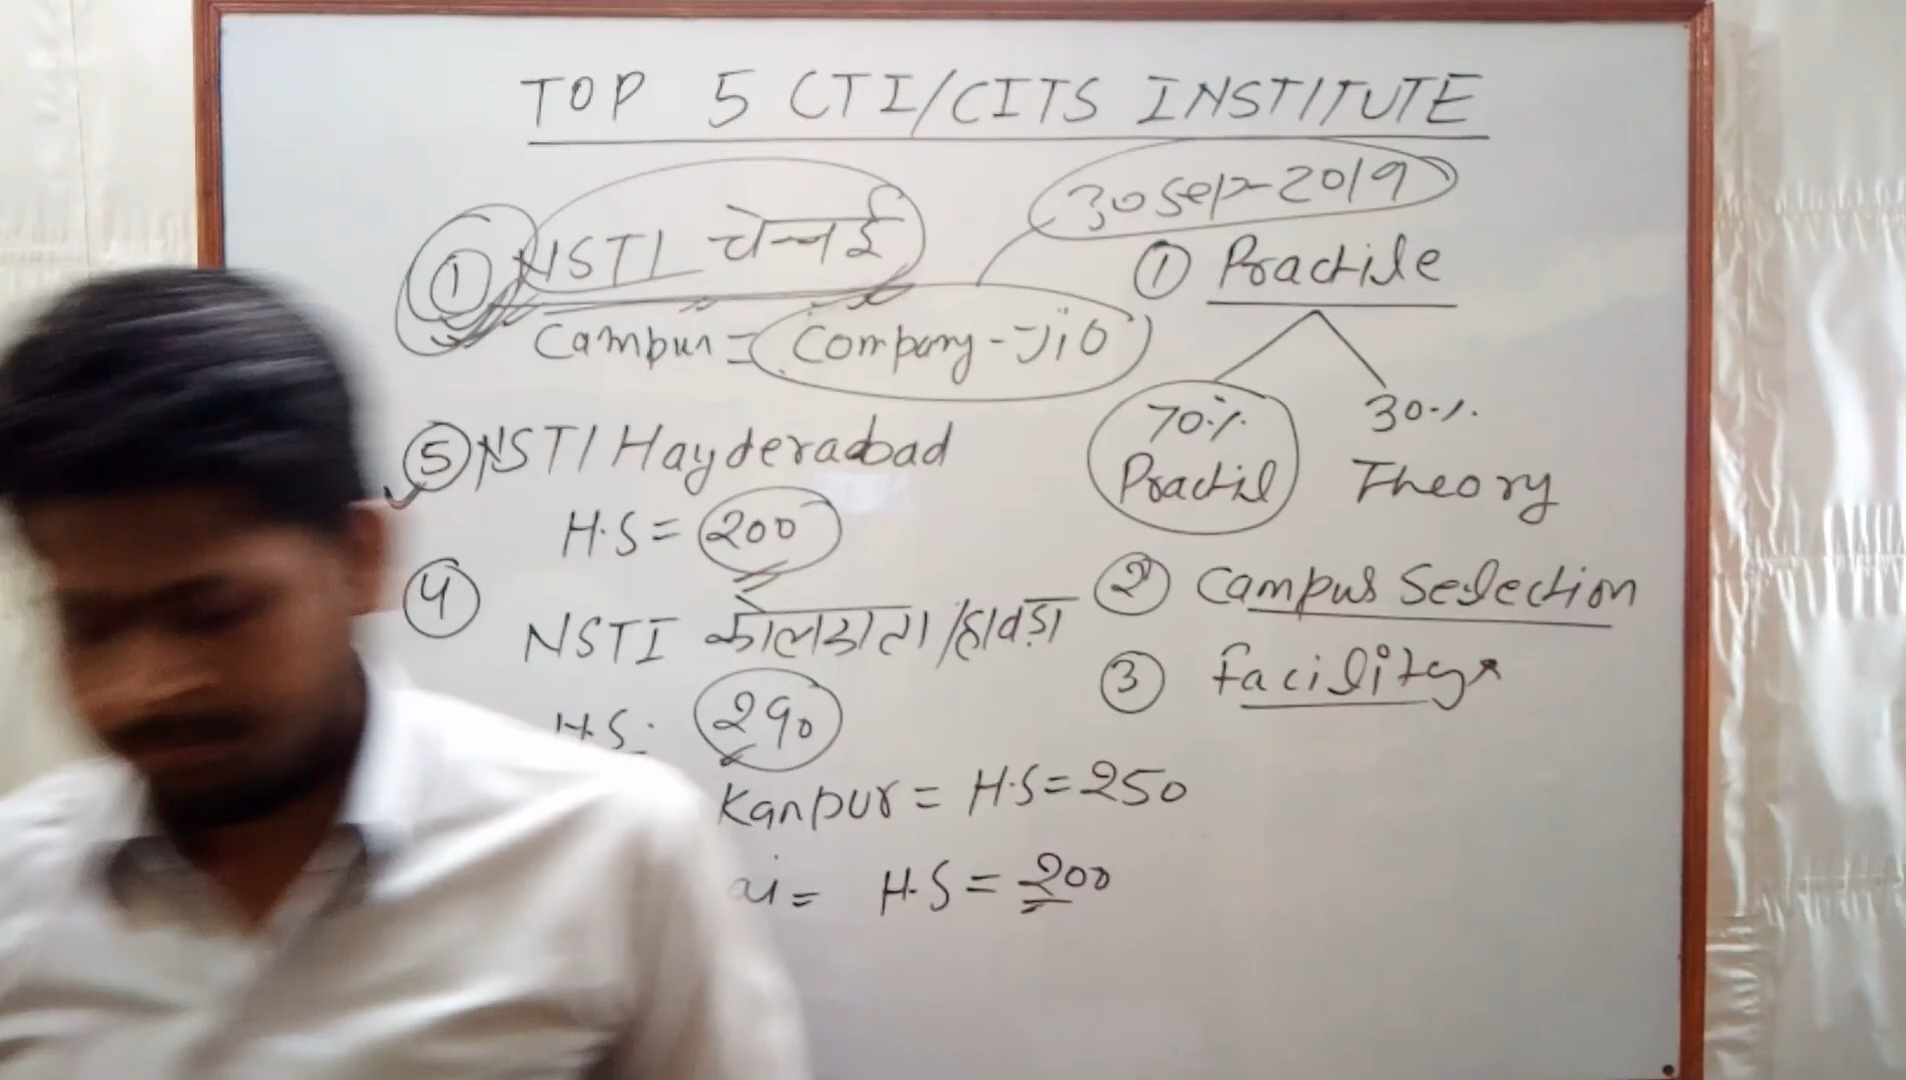 TOP 5 CTI/CITS INSTITUTE
① NSTI चेन्नई
Campus = Company - Jio
⑤ NSTI Hayderabad
H.S = 200
④
NSTI कोलकाता/हावड़ा
H.S. 290
Kanpur = H.S = 250
ai = H.S = 200
30 Sep - 2019
① Practile
70% Practil
30% Theory
② Campus Selection
③ Facility